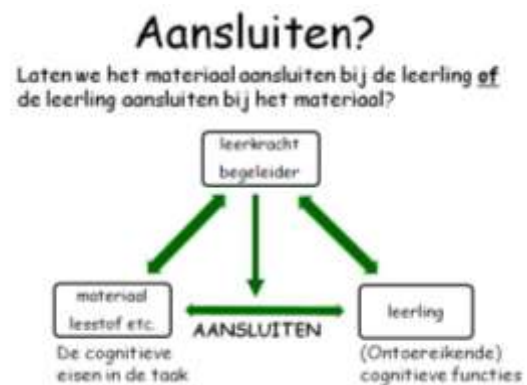 Aansluiten?
Laten we het materiaal aansluiten bij de leerling of
de leerling aansluiten bij het materiaal?
leerkracht
begeleider
materiaal
lesstof etc.
AANSLUITEN
leerling
De cognitieve
eisen in de taak
(Ontoereikende)
cognitieve functies